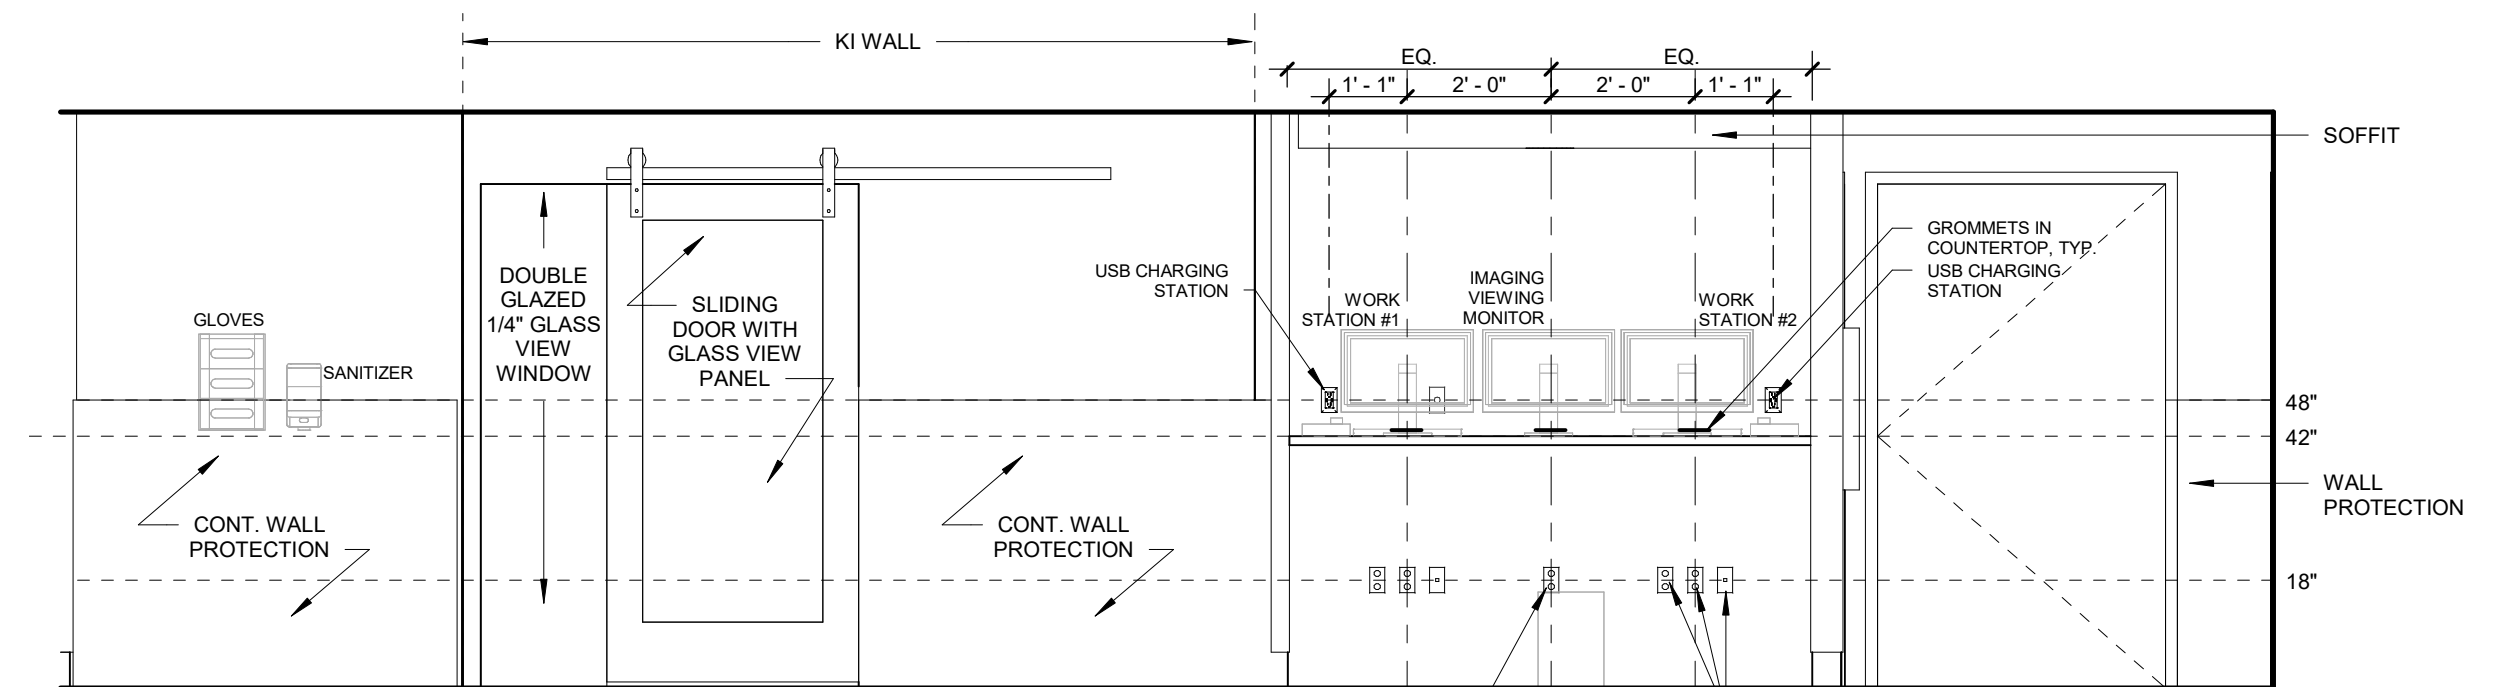 KI WALL
EQ.
EQ.
1' - 1"
2' - 0"
2' - 0"
1' - 1"
SOFFIT
GROMMETS IN
COUNTERTOP, TYP.
USB CHARGING
STATION
USB CHARGING
STATION
IMAGING
VIEWING
MONITOR
WORK
STATION #1
WORK
STATION #2
DOUBLE
GLAZED
1/4" GLASS
VIEW
WINDOW
SLIDING
DOOR WITH
GLASS VIEW
PANEL
GLOVES
SANITIZER
48"
42"
WALL
PROTECTION
CONT. WALL
PROTECTION
CONT. WALL
PROTECTION
18"